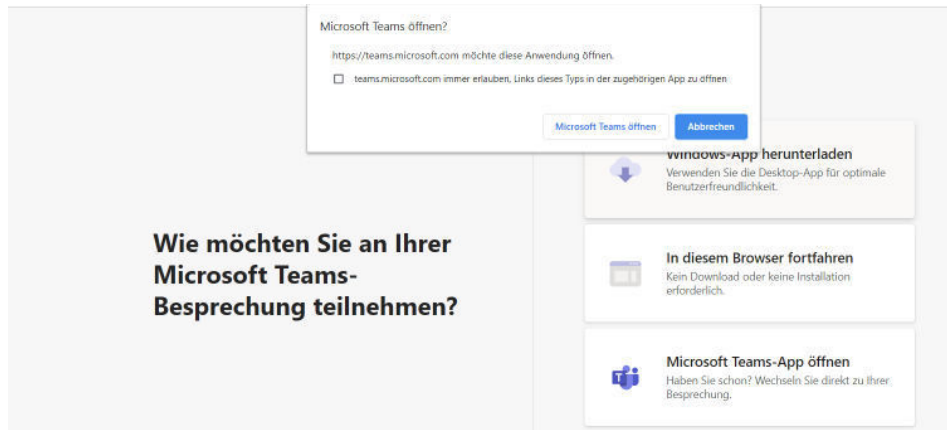 Microsoft Teams öffnen?
https://teams.microsoft.com möchte diese Anwendung öffnen.
teams.microsoft.com immer erlauben, Links dieses Typs in der zugehörigen App zu öffnen
Microsoft Teams öffnen
Abbrechen
Windows-App herunterladen
Verwenden Sie die Desktop-App für optimale
Benutzerfreundlichkeit.
Wie möchten Sie an Ihrer
Microsoft Teams-
Besprechung teilnehmen?
In diesem Browser fortfahren
Kein Download oder keine Installation
erforderlich.
Microsoft Teams-App öffnen
Haben Sie schon? Wechseln Sie direkt zu Ihrer
Besprechung.